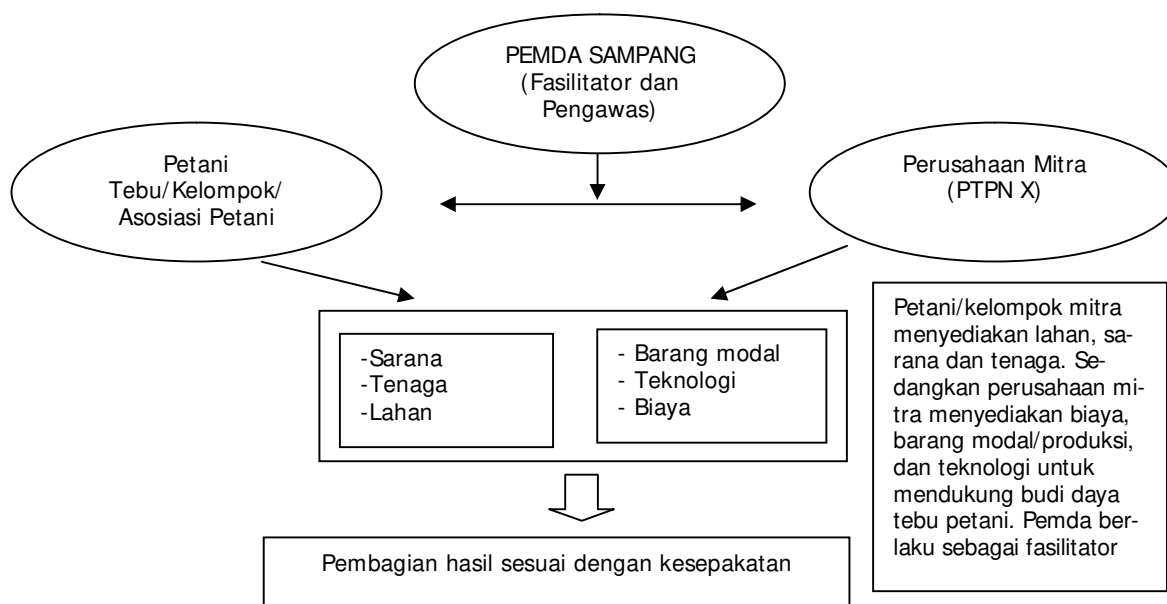 PEMDA SAMPANG
(Fasilitator dan
Pengawas)
Petani
Tebu/Kelompok/
Asosiasi Petani
Perusahaan Mitra
(PTPN X)
-Sarana
-Tenaga
-Lahan
- Barang modal
- Teknologi
- Biaya
Petani/kelompok mitra
menyediakan lahan, sa-
rana dan tenaga. Se-
dangkan perusahaan mi-
tra menyediakan biaya,
barang modal/produksi,
dan teknologi untuk
mendukung budi daya
tebu petani. Pemda ber-
laku sebagai fasilitator
Pembagian hasil sesuai dengan kesepakatan